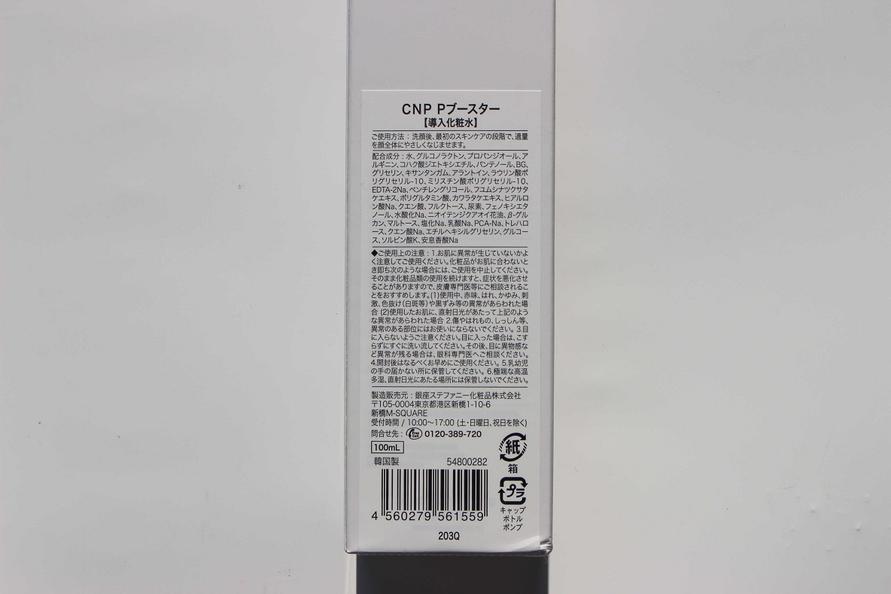 CNP Pブースター
【導入化粧水】
ご使用方法：洗顔後、最初のスキンケアの段階で、適量
を顔全体にやさしくなじませます。
配合成分：水、グルコノラクトン、プロパンジオール、ア
ルギニン、コハク酸ジエトキシエチル、パンテノール、BG、
グリセリン、キサンタンガム、アラントイン、ラウリン酸ポ
リグリセリル-10、ミリスチン酸ポリグリセリル-10、
EDTA-2Na、ペンチレングリコール、フユムシナツクサタ
ケエキス、ポリグルタミン酸、カワラタケエキス、ヒアルロ
ン酸Na、クエン酸、フルクトース、尿素、フェノキシエタ
ノール、水酸化Na、ニオイテンジクアオイ花油、β-グル
カン、マルトース、塩化Na、乳酸Na、PCA-Na、トレハロ
ース、クエン酸Na、エチルヘキシルグリセリン、グルコー
ス、ソルビン酸K、安息香酸Na
◆ご使用上の注意：1.お肌に異常が生じていないかよ
く注意してご使用ください。化粧品がお肌に合わないと
き即ち次のような場合には、ご使用を中止してください。
そのまま化粧品類の使用を続けますと、症状を悪化させ
ることがありますので、皮膚専門医等にご相談されるこ
とをおすすめします。(1)使用中、赤味、はれ、かゆみ、刺
激、色抜け(白斑等)や黒ずみ等の異常があらわれた場
合 (2)使用したお肌に、直射日光があたって上記のよう
な異常があらわれた場合 2.傷やはれもの、しっしん等、
異常のある部位にはお使いにならないでください。3.目
に入らないようご注意ください。目に入った場合は、こす
らずにすぐに洗い流してください。その後、目に異物感な
ど異常が残る場合は、眼科専門医へご相談ください。
4.開封後はなるべくお早めにご使用ください。5.乳幼児
の手の届かない所に保管してください。6.極端な高温
多湿、直射日光にあたる場所には保管しないでください。
製造販売元：銀座ステファニー化粧品株式会社
〒105-0004東京都港区新橋1-10-6
新橋M-SQUARE
受付時間 / 10:00〜17:00 (土・日曜日、祝日を除く)
問合せ先：0120-389-720
100mL
韓国製 54800282
紙
箱
プラ
キャップ
ボトル
ポンプ
4 560279 561559
203Q